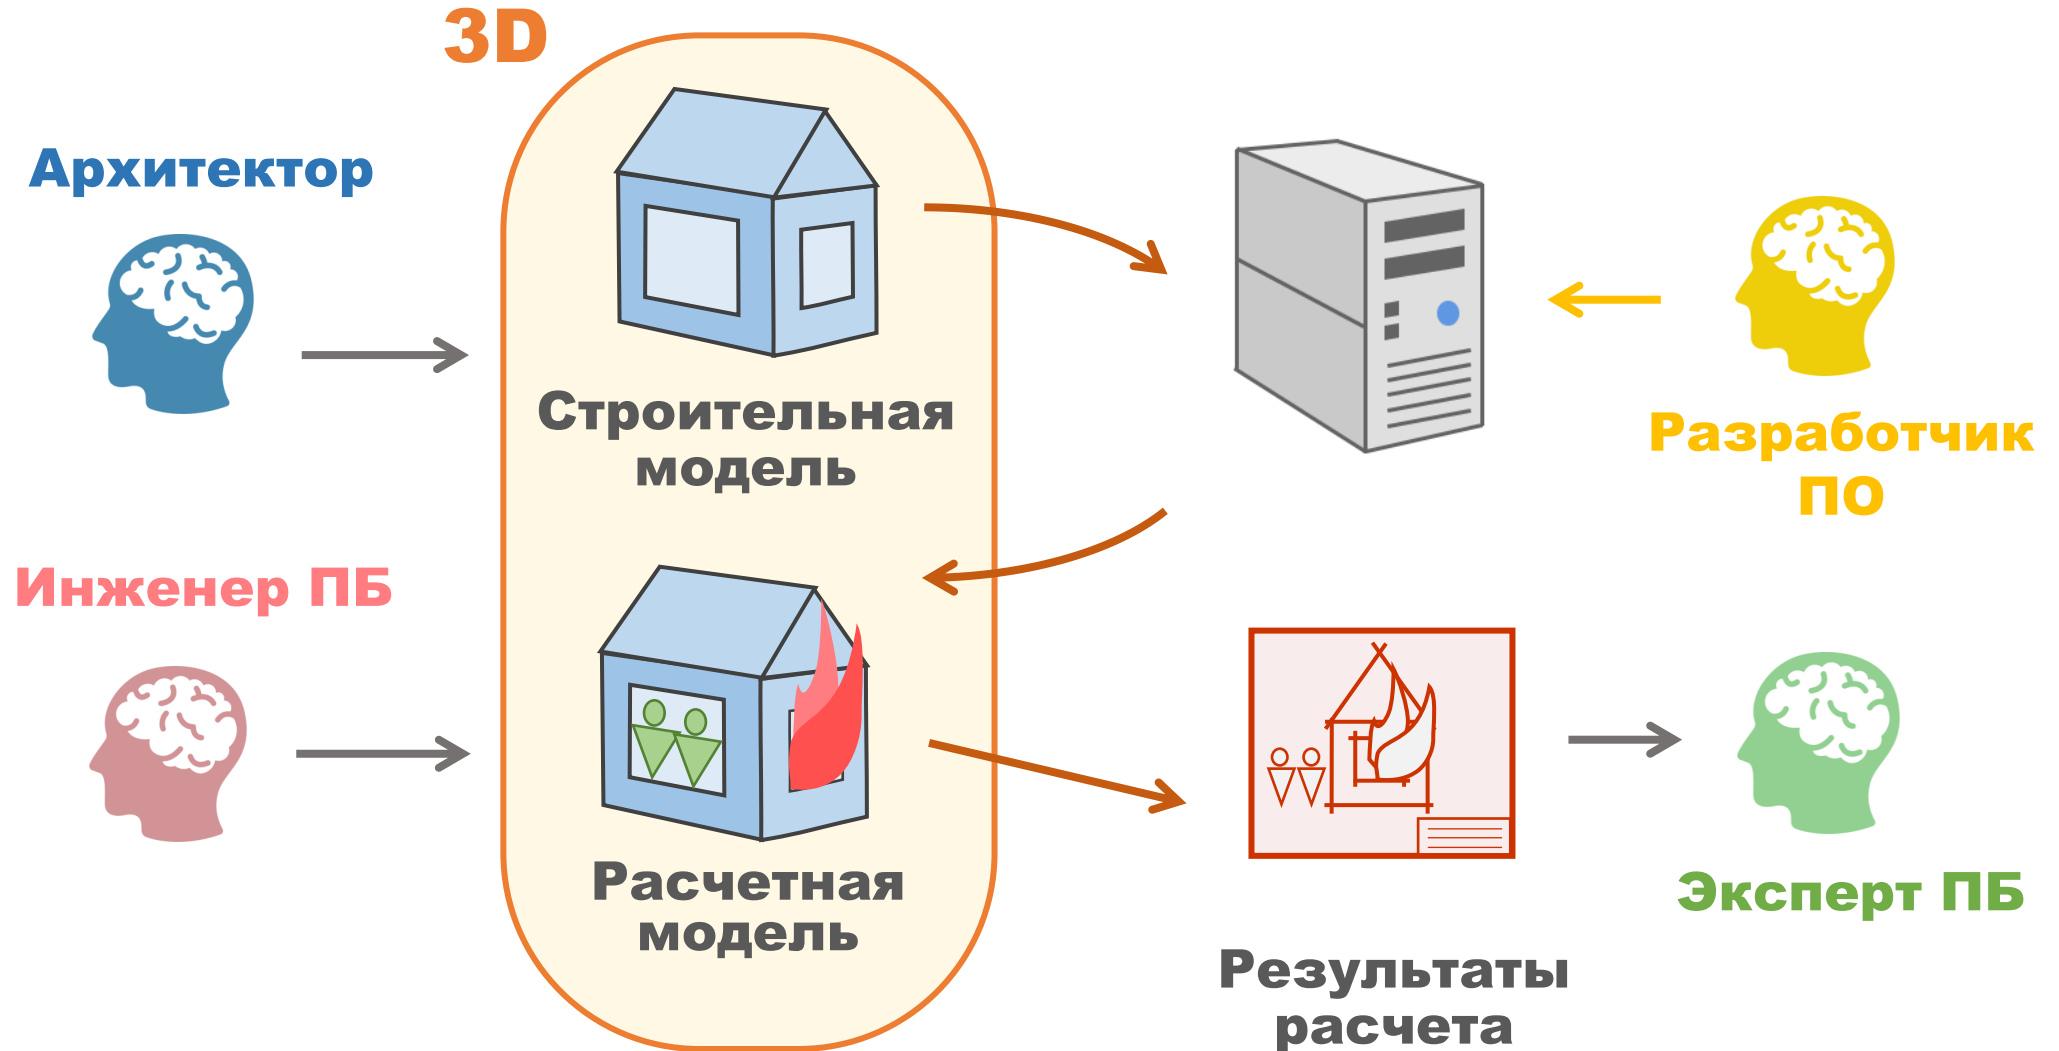 3D
Архитектор
Строительная
модель
Разработчик
ПО
Инженер ПБ
Расчетная
модель
Эксперт ПБ
Результаты
расчета